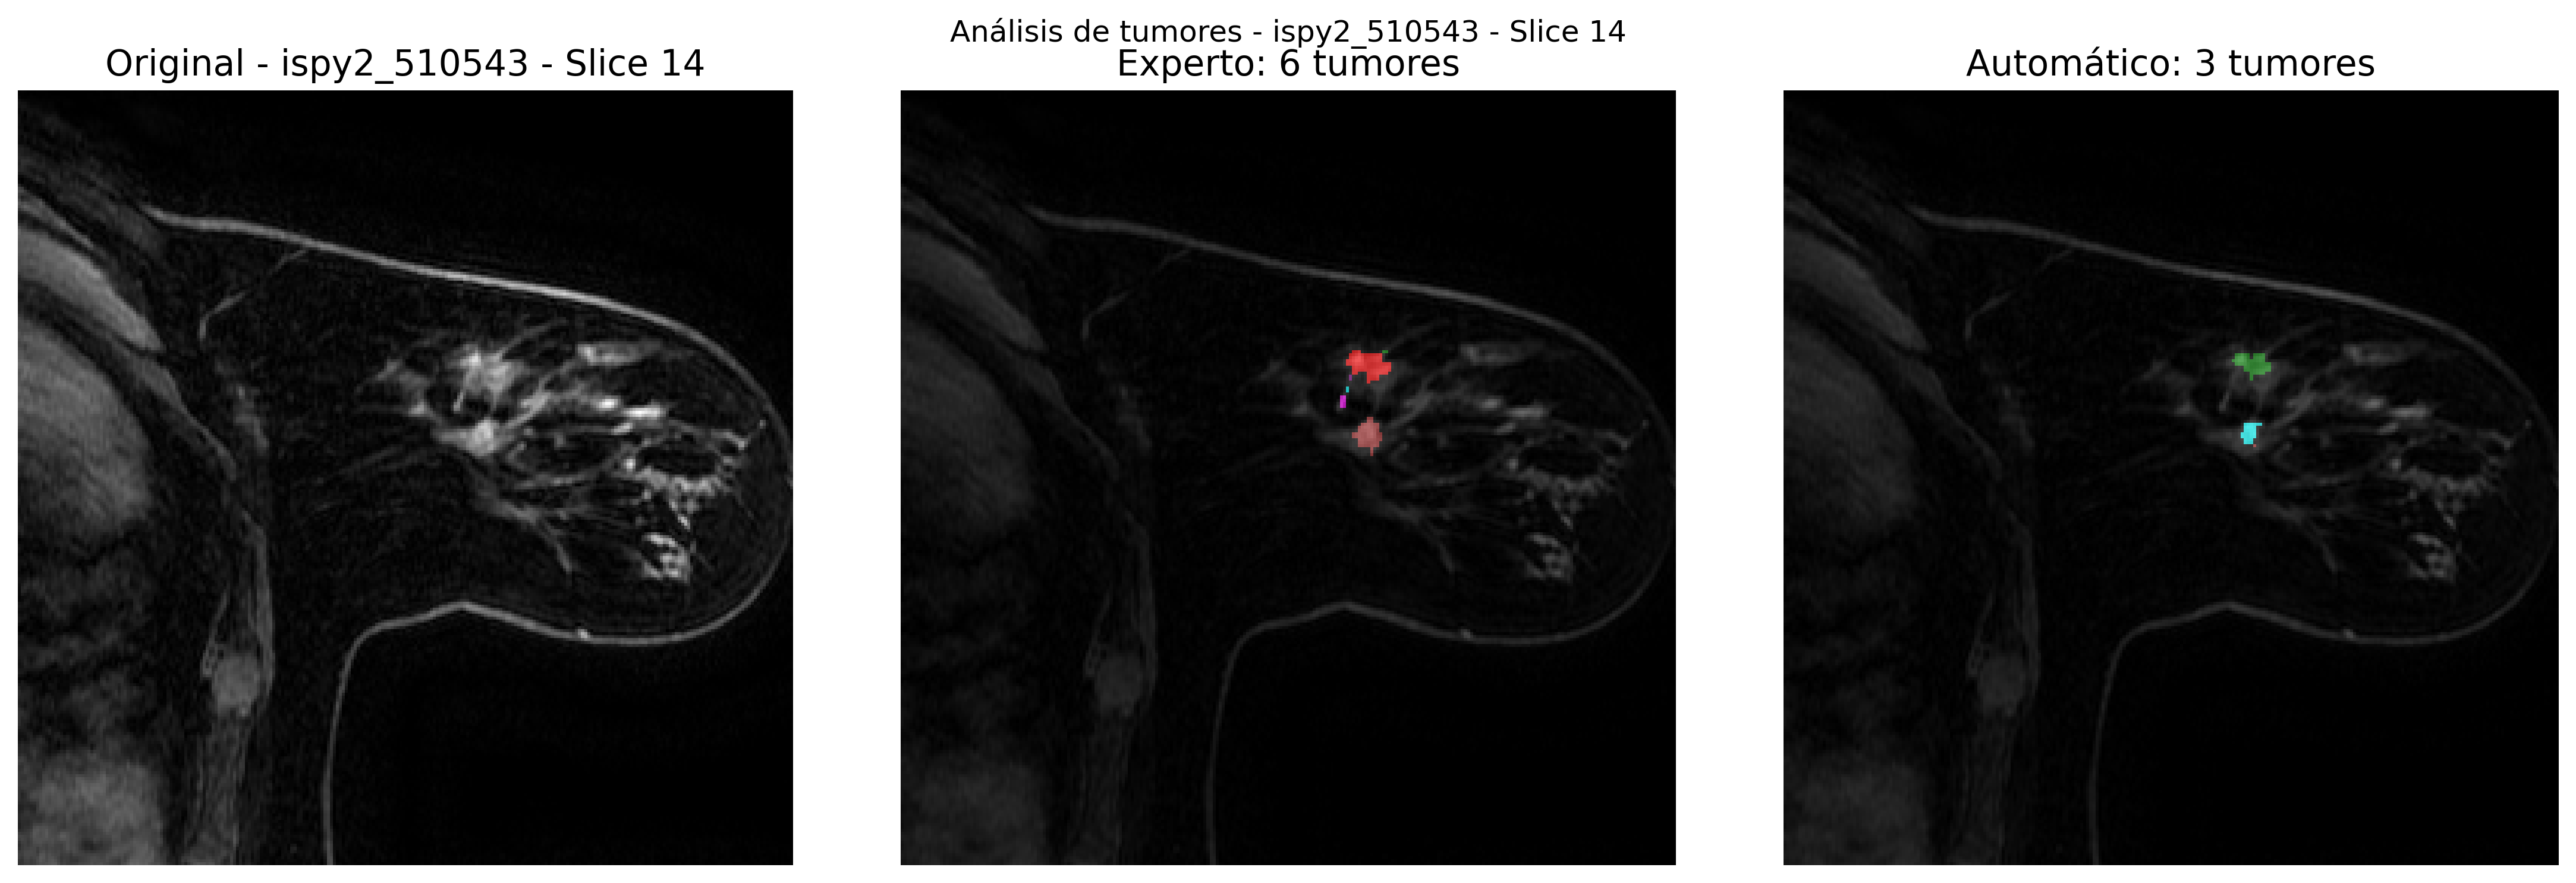 Análisis de tumores - ispy2_510543 - Slice 14
Original - ispy2_510543 - Slice 14
Experto: 6 tumores
Automático: 3 tumores